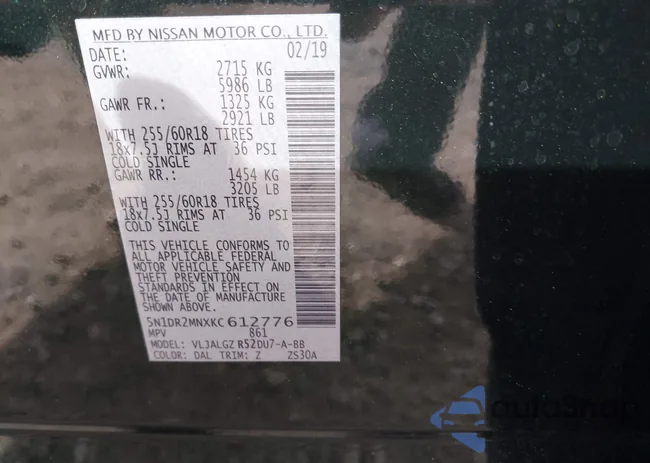 MFD BY NISSAN MOTOR CO., LTD.
DATE: 02/19
GVWR: 2715 KG
5986 LB
GAWR FR.: 1325 KG
2921 LB
WITH 255/60R18 TIRES
18x7.5J RIMS AT 36 PSI
COLD SINGLE
GAWR RR.: 1454 KG
3205 LB
WITH 255/60R18 TIRES
18x7.5J RIMS AT 36 PSI
COLD SINGLE
THIS VEHICLE CONFORMS TO
ALL APPLICABLE FEDERAL
MOTOR VEHICLE SAFETY AND
THEFT PREVENTION
STANDARDS IN EFFECT ON
THE DATE OF MANUFACTURE
SHOWN ABOVE.
5N1DR2MNXKC612776
MPV 861
MODEL: VLJALGZ R52DU7-A-BB
COLOR: DAL TRIM: Z ZS30A